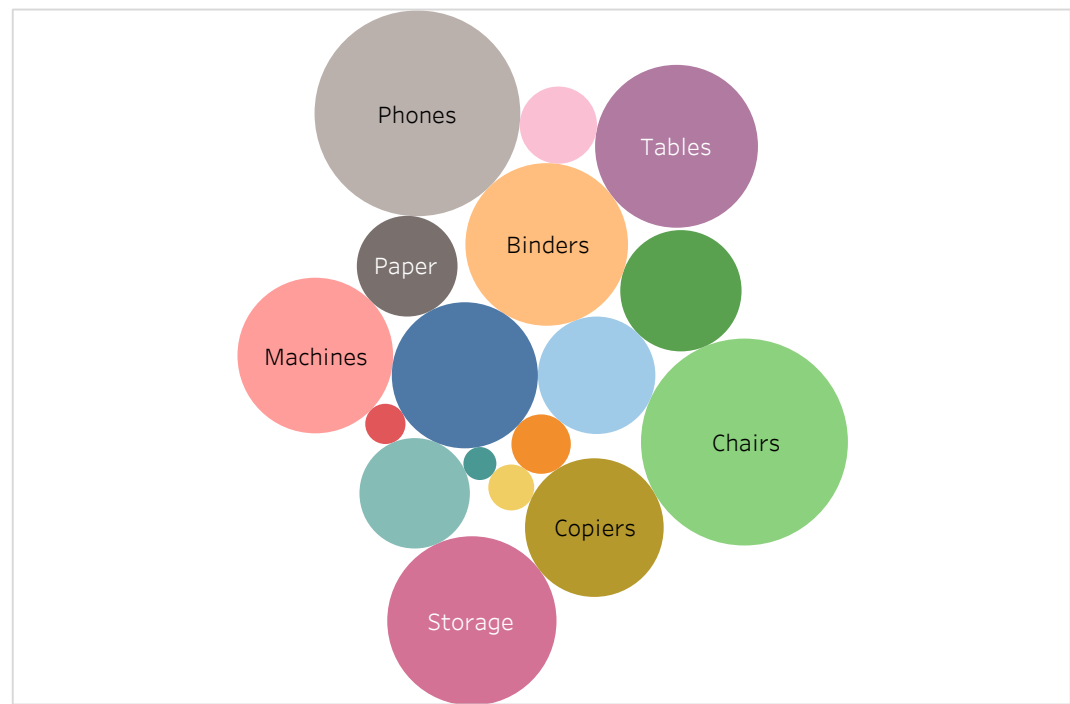 Phones
Tables
Binders
Paper
Machines
Chairs
Copiers
Storage